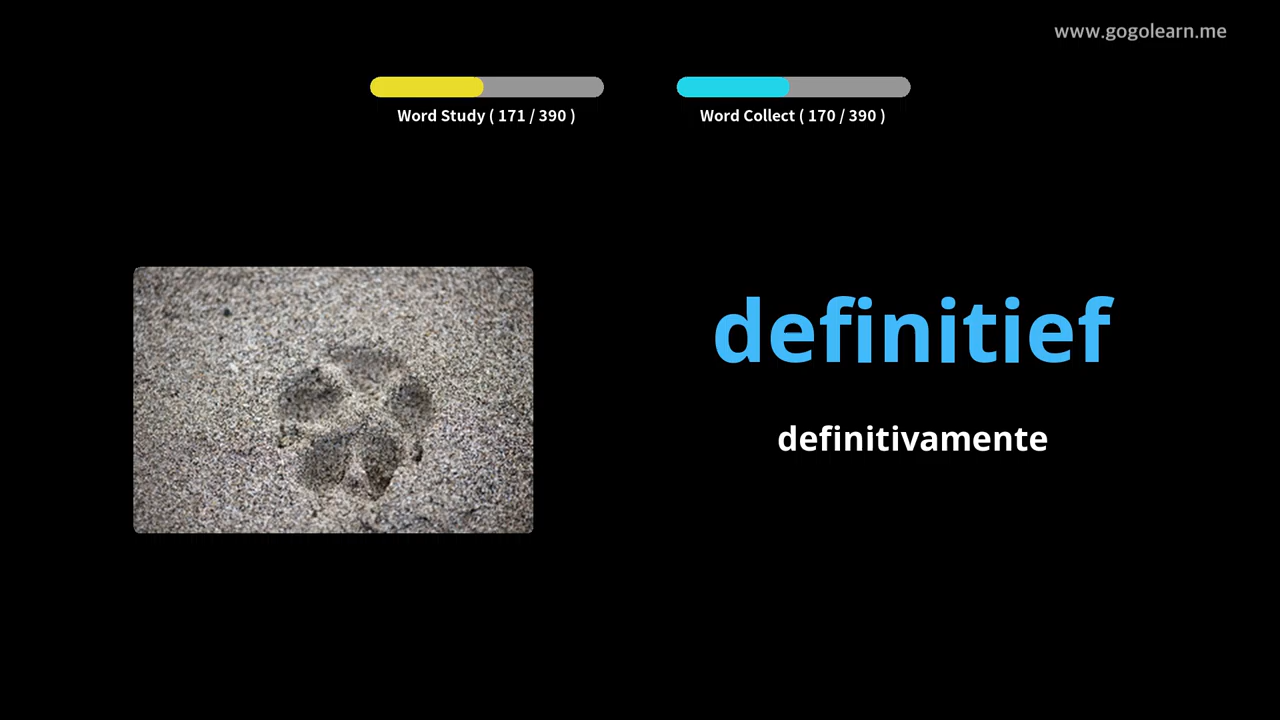 www.gogolearn.me
Word Study ( 171 / 390 )
Word Collect ( 170 / 390 )
definitief
definitivamente